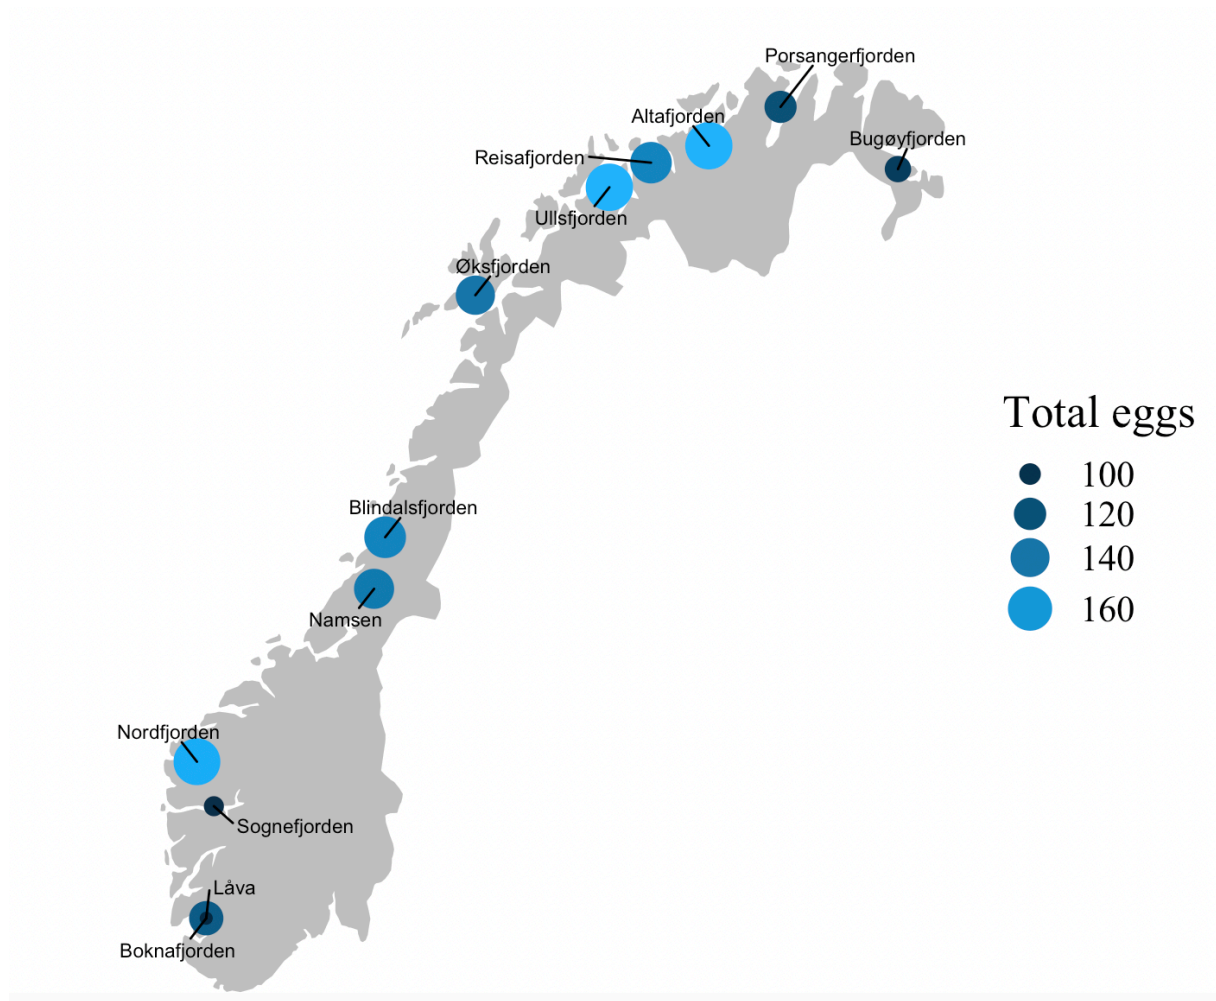 Porsangerfjorden
Altafjorden
Bugøyfjorden
Reisafjorden
Ullsfjorden
Øksfjorden
Total eggs
100
120
140
160
Blindalsfjorden
Namsen
Nordfjorden
Sognefjorden
Låva
Boknafjorden